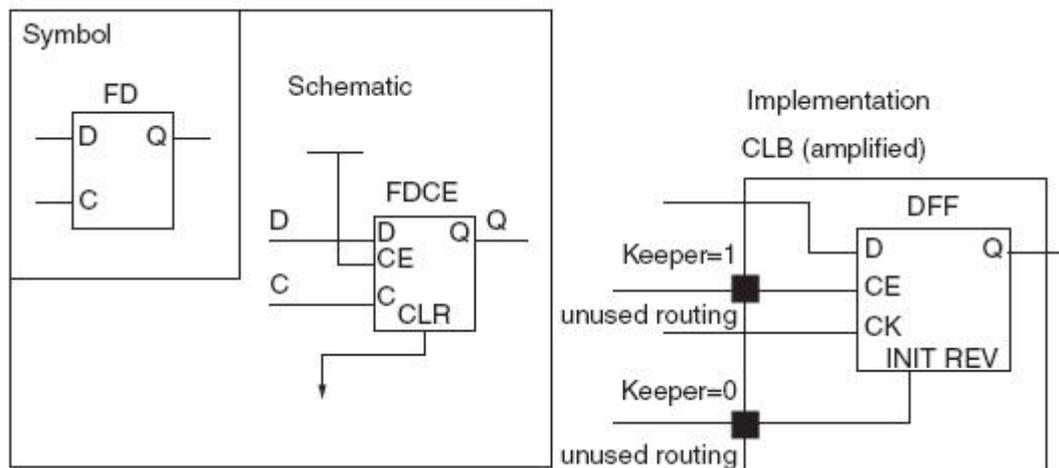 Symbol
FD
D Q
C
Schematic
FDCE
D Q
D Q
CE
C
C
CLR
Implementation
CLB (amplified)
DFF
D Q
Keeper=1
CE
unused routing
CK
INIT REV
Keeper=0
unused routing